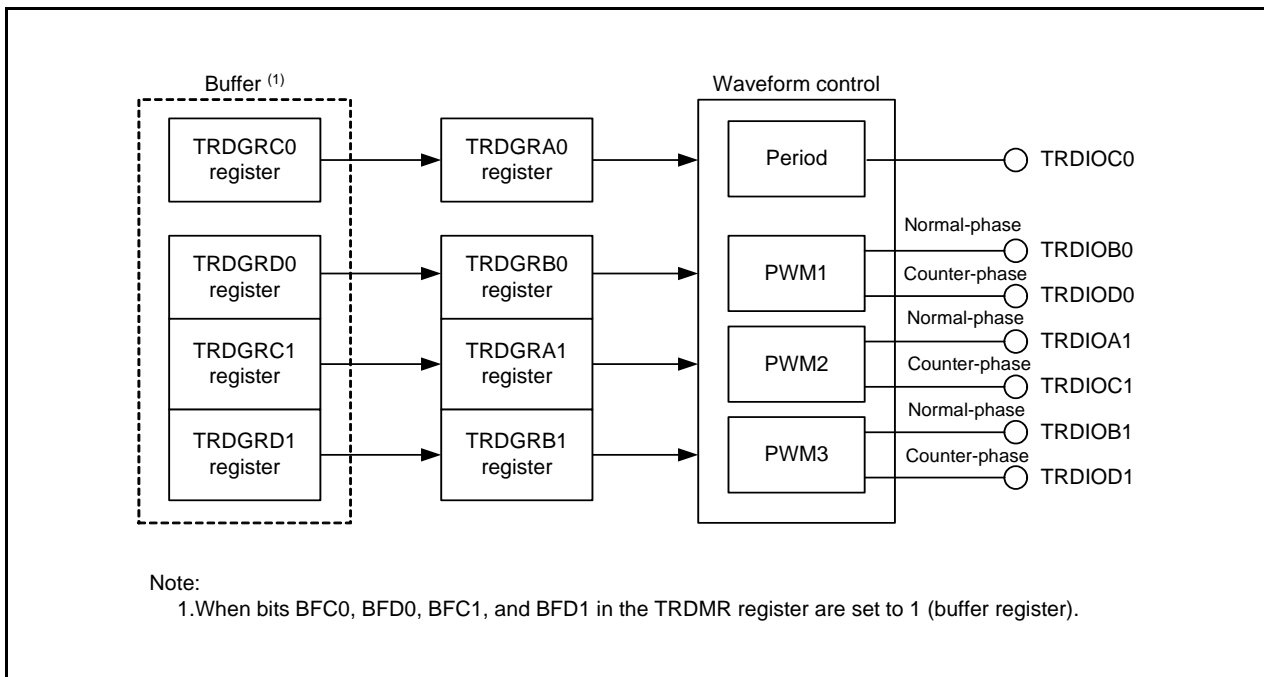 Buffer (1)
Waveform control
TRDGRC0
register
TRDGRA0
register
Period
TRDIOC0
TRDGRD0
register
TRDGRB0
register
PWM1
Normal-phase
TRDIOB0
Counter-phase
TRDIOD0
TRDGRC1
register
TRDGRA1
register
PWM2
Normal-phase
TRDIOA1
Counter-phase
TRDIOC1
TRDGRD1
register
TRDGRB1
register
PWM3
Normal-phase
TRDIOB1
Counter-phase
TRDIOD1
Note:
1.When bits BFC0, BFD0, BFC1, and BFD1 in the TRDMR register are set to 1 (buffer register).